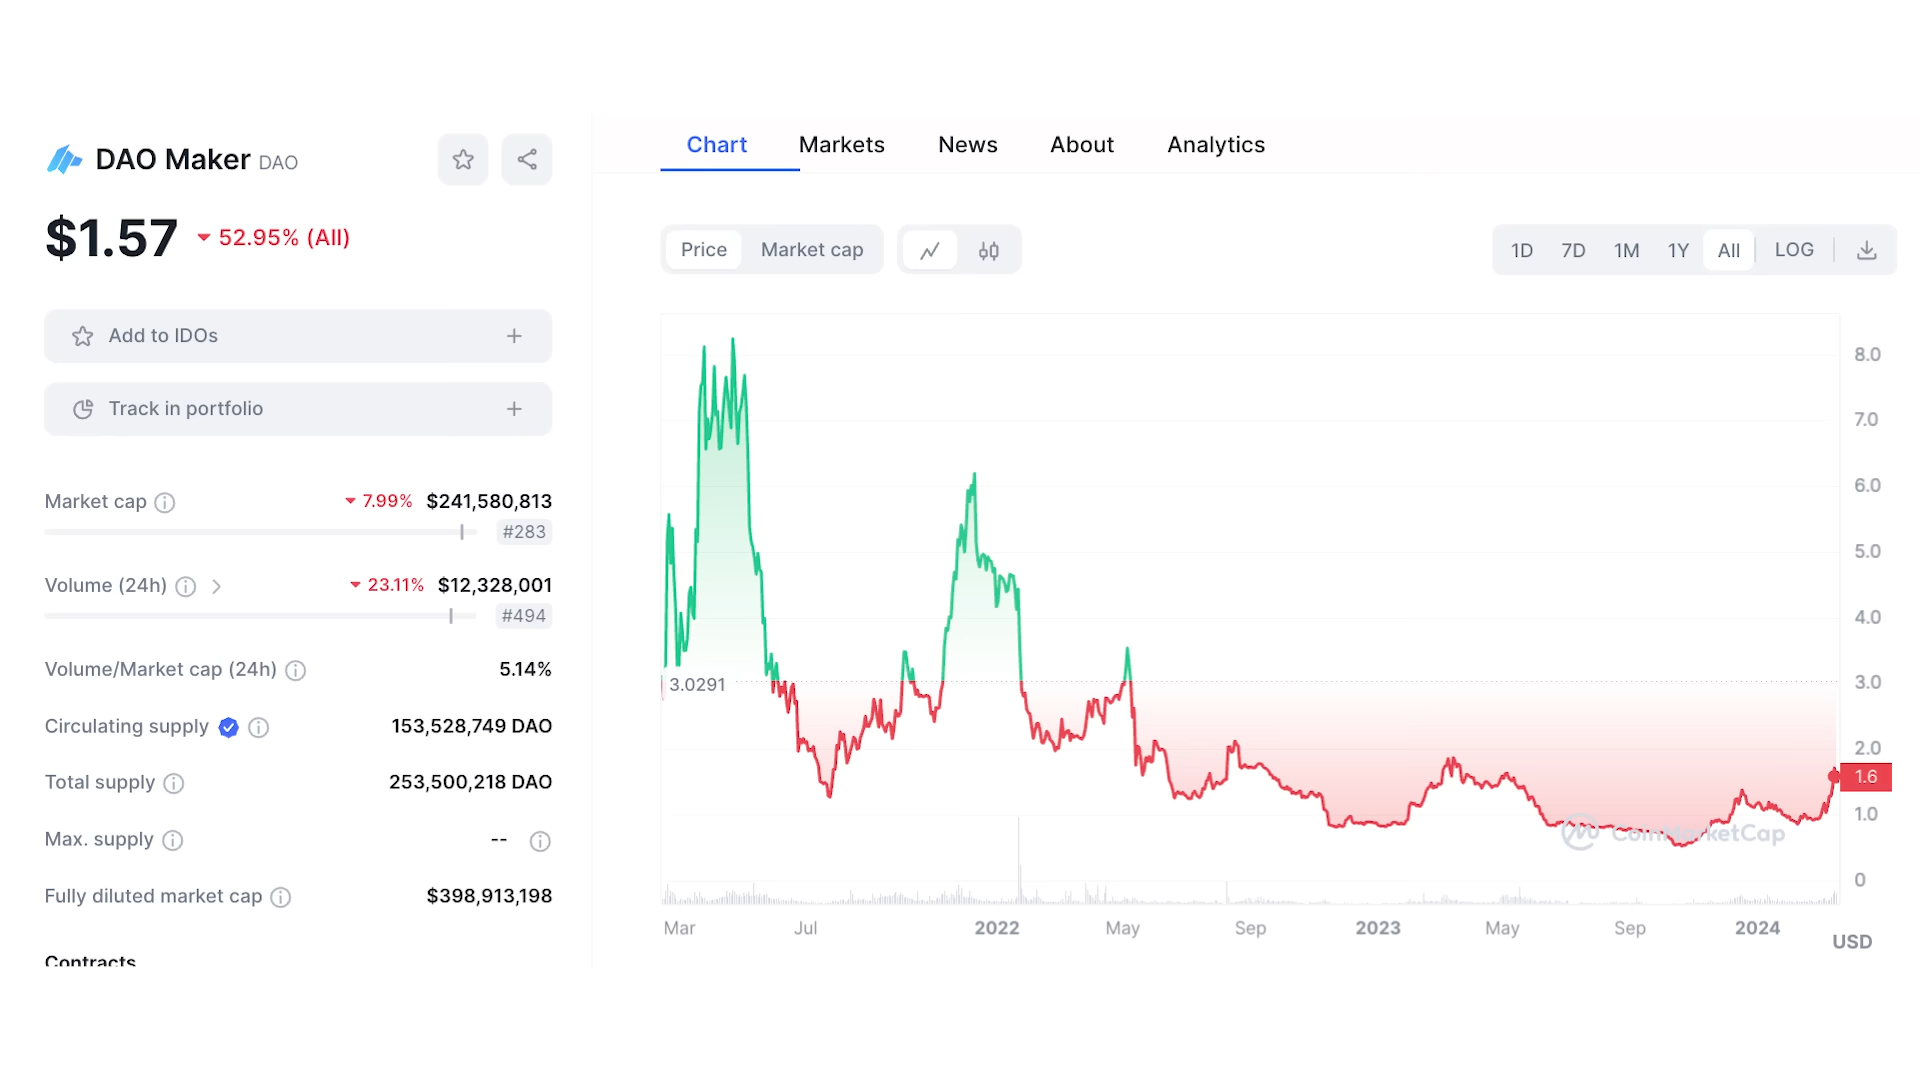 DAO Maker DAO
$1.57 52.95% (All)
Add to IDOs +
Track in portfolio +
Market cap 7.99% $241,580,813
#283
Volume (24h) 23.11% $12,328,001
#494
Volume/Market cap (24h) 5.14%
Circulating supply 153,528,749 DAO
Total supply 253,500,218 DAO
Max. supply --
Fully diluted market cap $398,913,198
Contracts
Chart Markets News About Analytics
Price Market cap
1D 7D 1M 1Y All LOG
8.0
7.0
6.0
5.0
4.0
3.0291
3.0
2.0
1.6
1.0
CoinMarketCap
0
Mar Jul 2022 May Sep 2023 May Sep 2024
USD